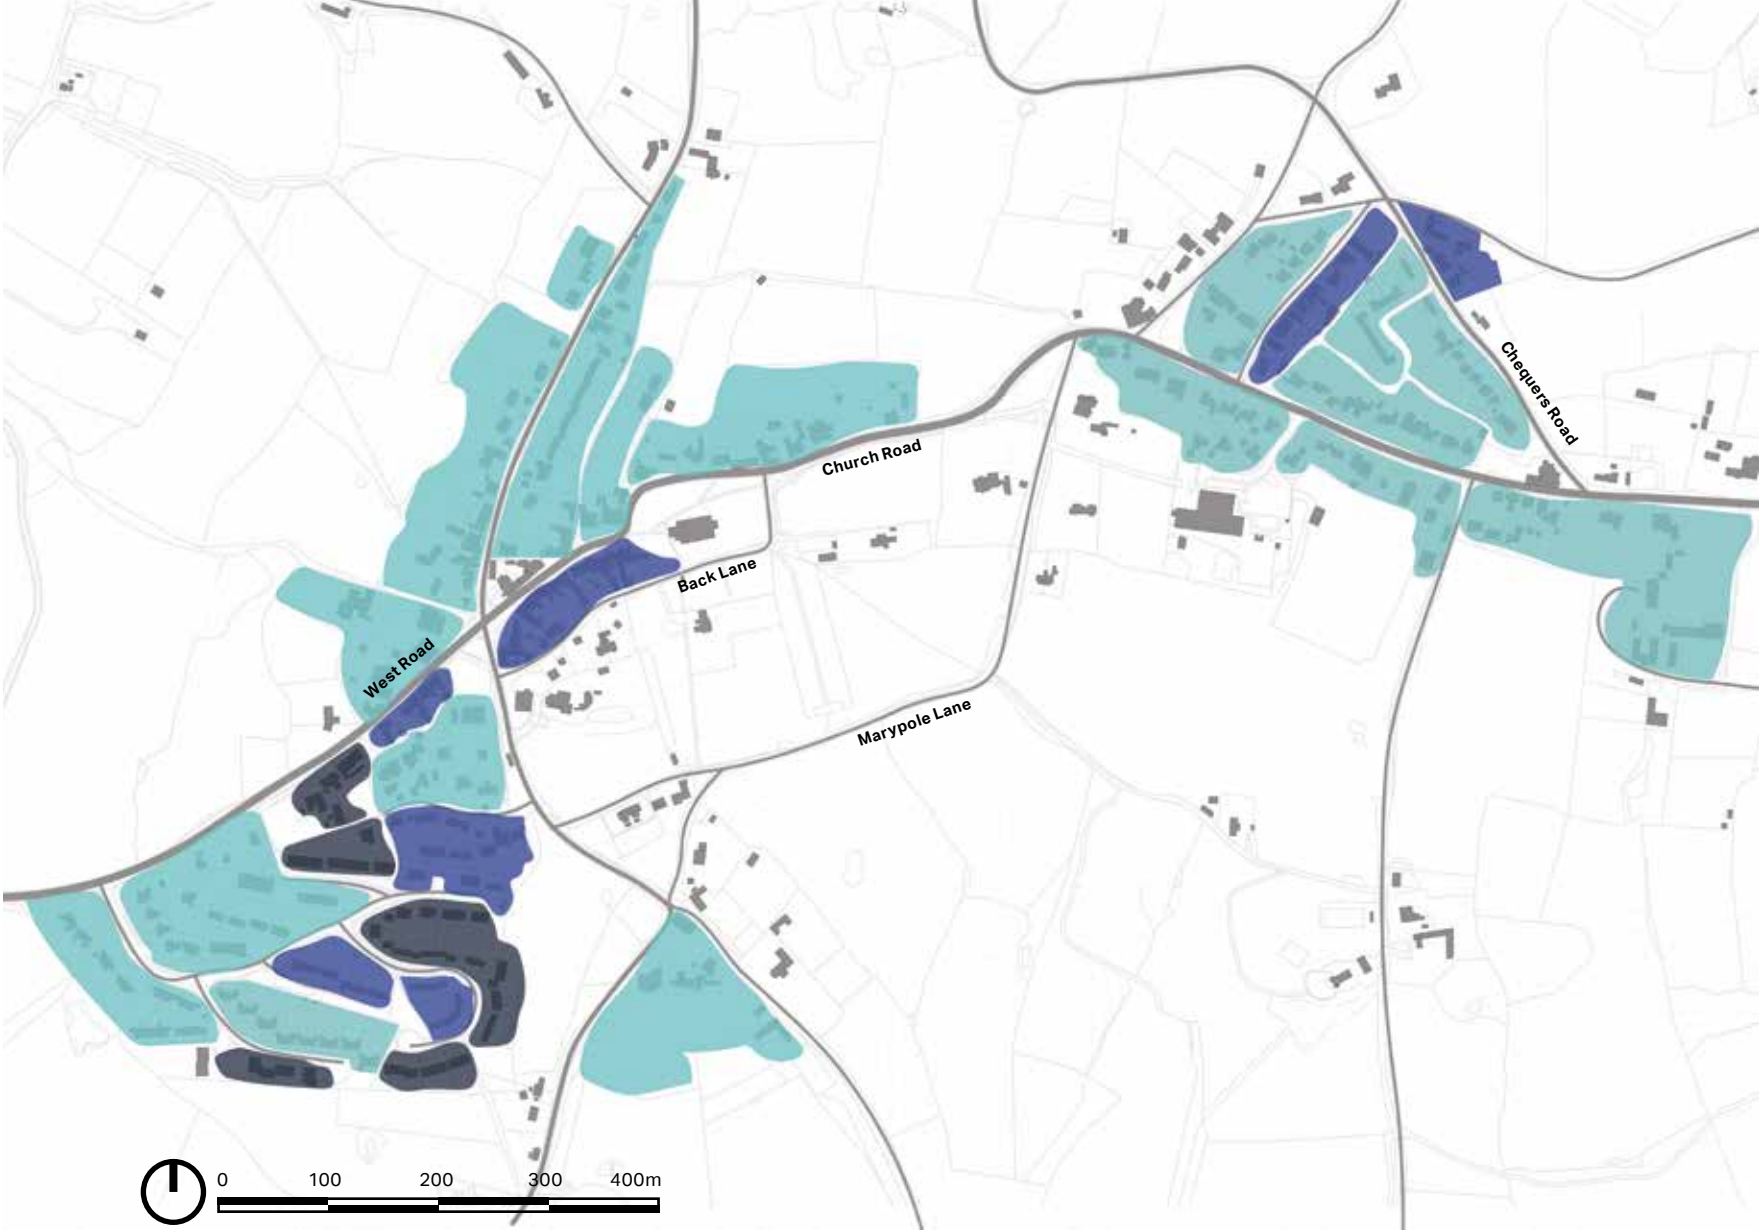 Chequers Road
Church Road
Back Lane
West Road
Marypole Lane
0 100 200 300 400m